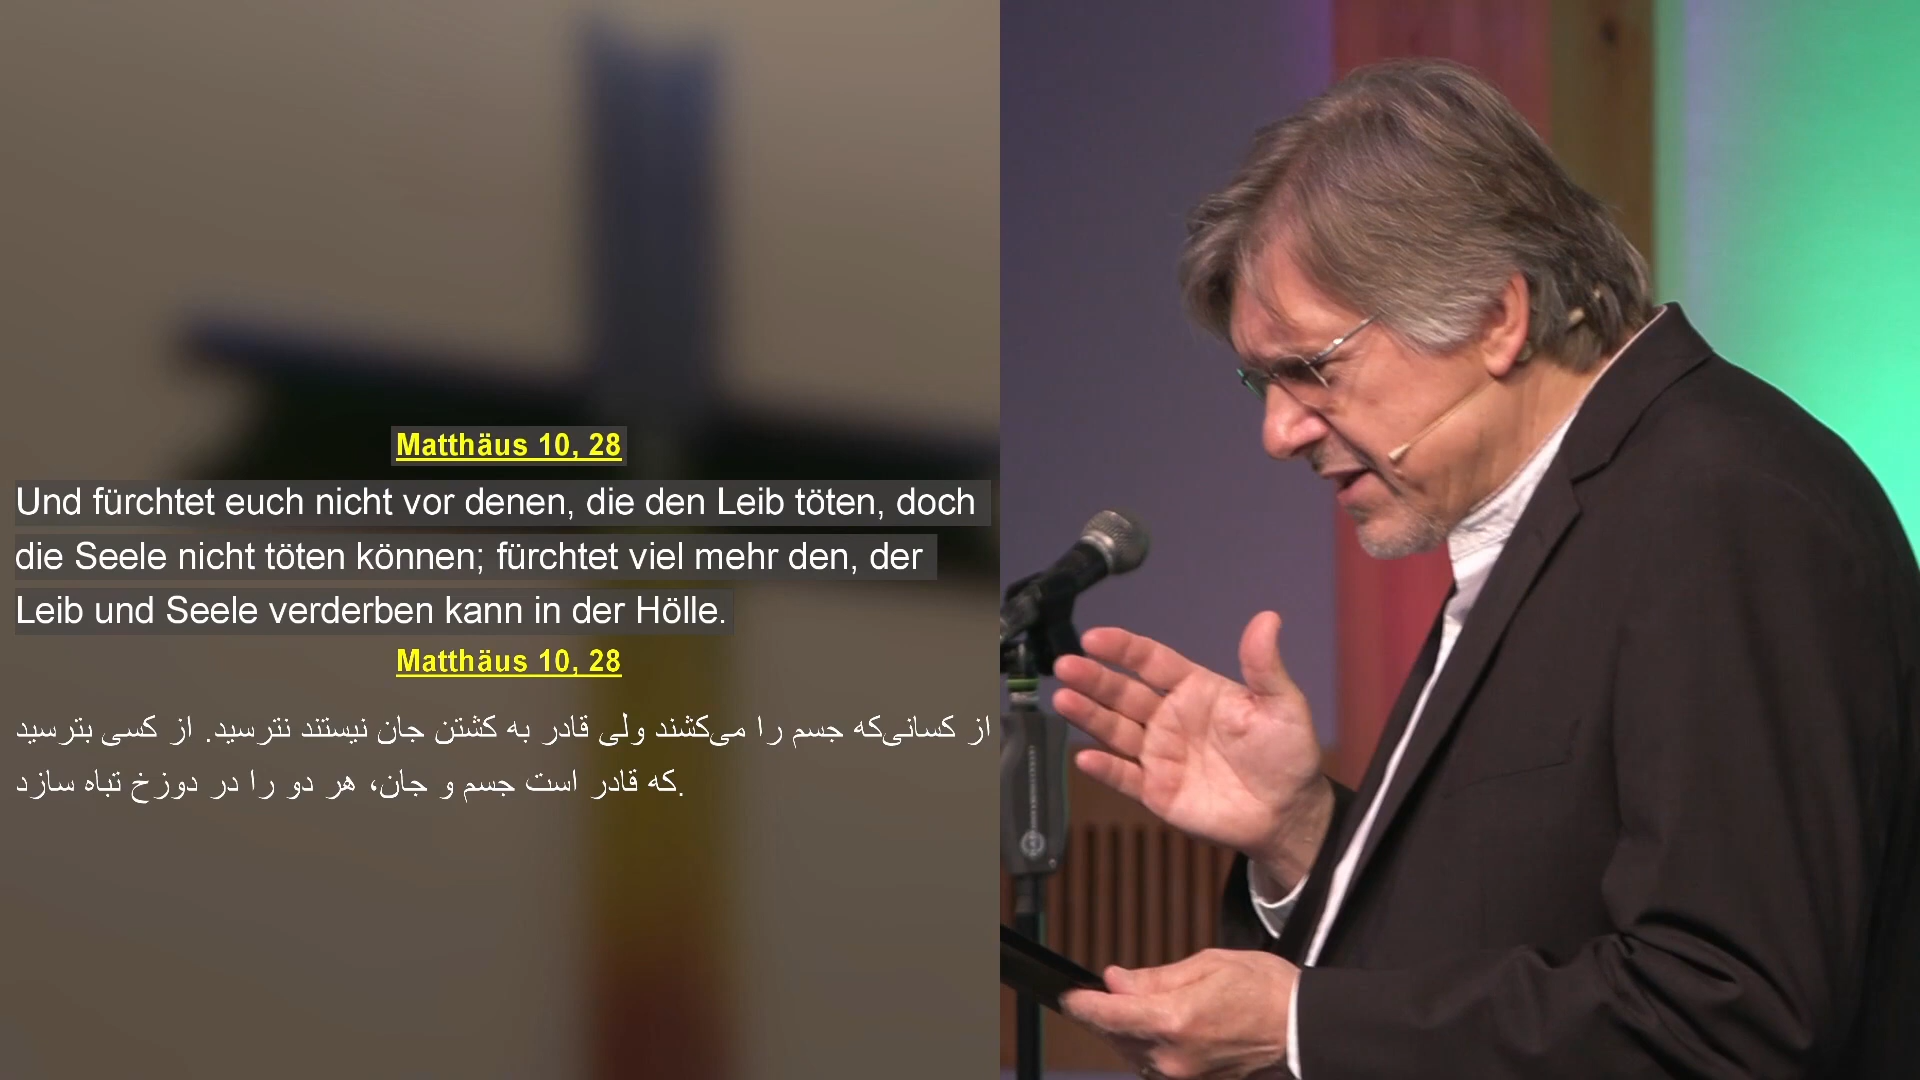 Matthäus 10, 28
Und fürchtet euch nicht vor denen, die den Leib töten, doch
die Seele nicht töten können; fürchtet viel mehr den, der
Leib und Seele verderben kann in der Hölle.
Matthäus 10, 28
از کسانی‌که جسم را می‌کشند ولی قادر به کشتن جان نیستند نترسید. از کسی بترسید
که قادر است جسم و جان، هر دو را در دوزخ تباه سازد.